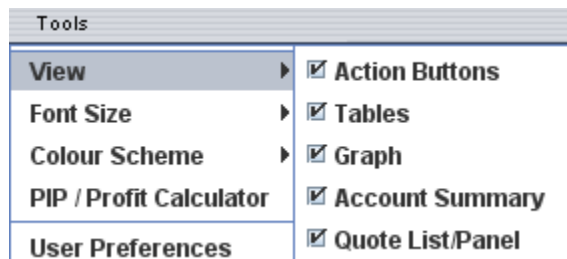 Tools
View
Font Size
Colour Scheme
PIP / Profit Calculator
User Preferences
Action Buttons
Tables
Graph
Account Summary
Quote List/Panel